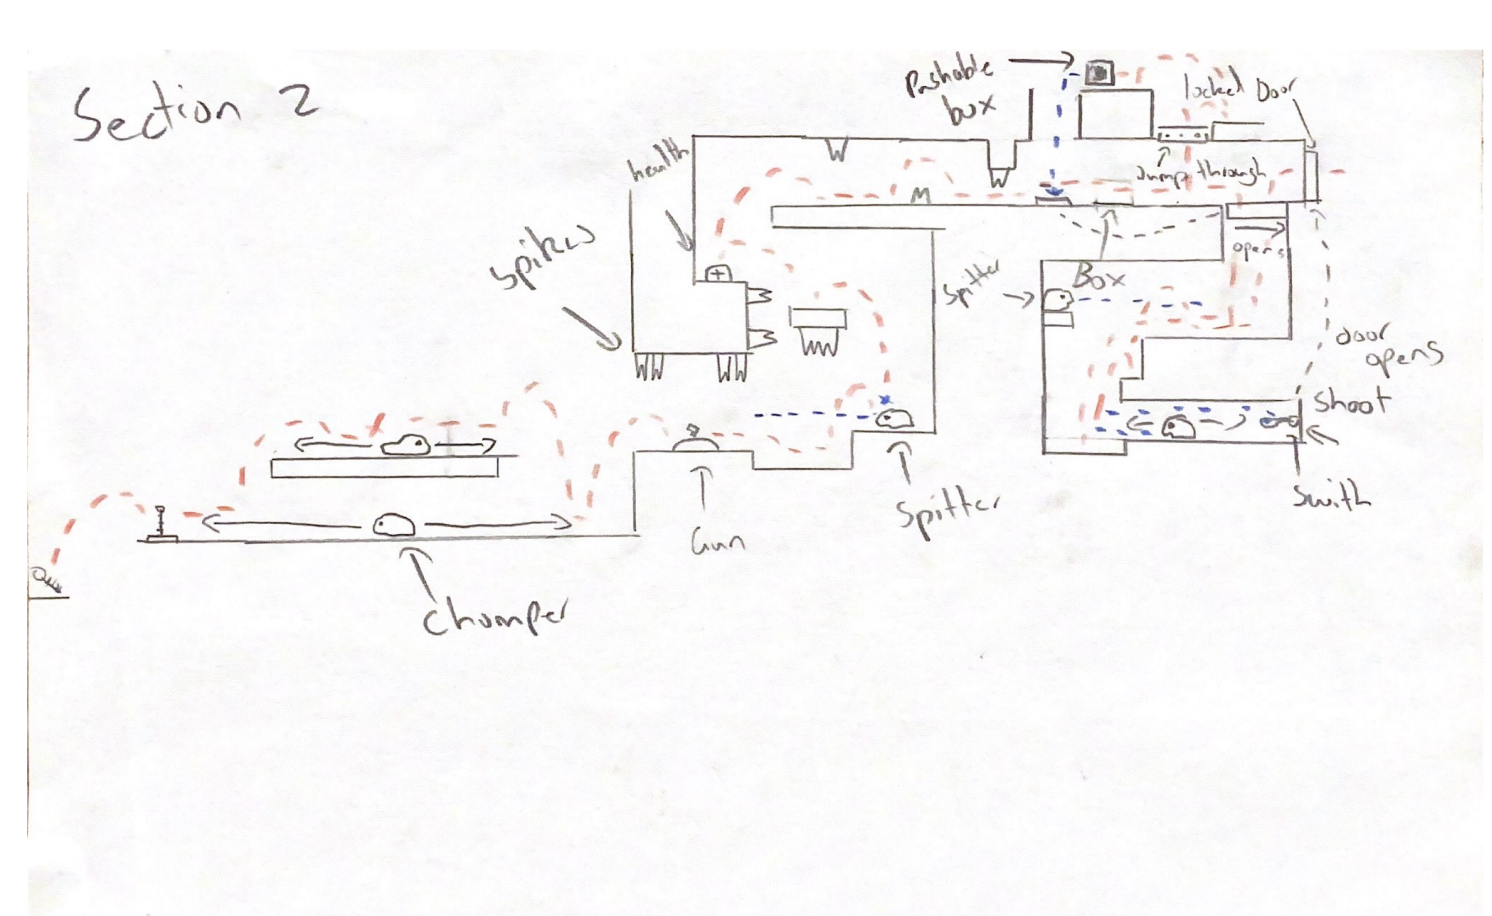 Section 2
Pushable
box
locked Door
health
Jump through
Spikes
opens
Spitter
Box
door
opens
Shoot
Swith
Spitter
Gun
Chomper